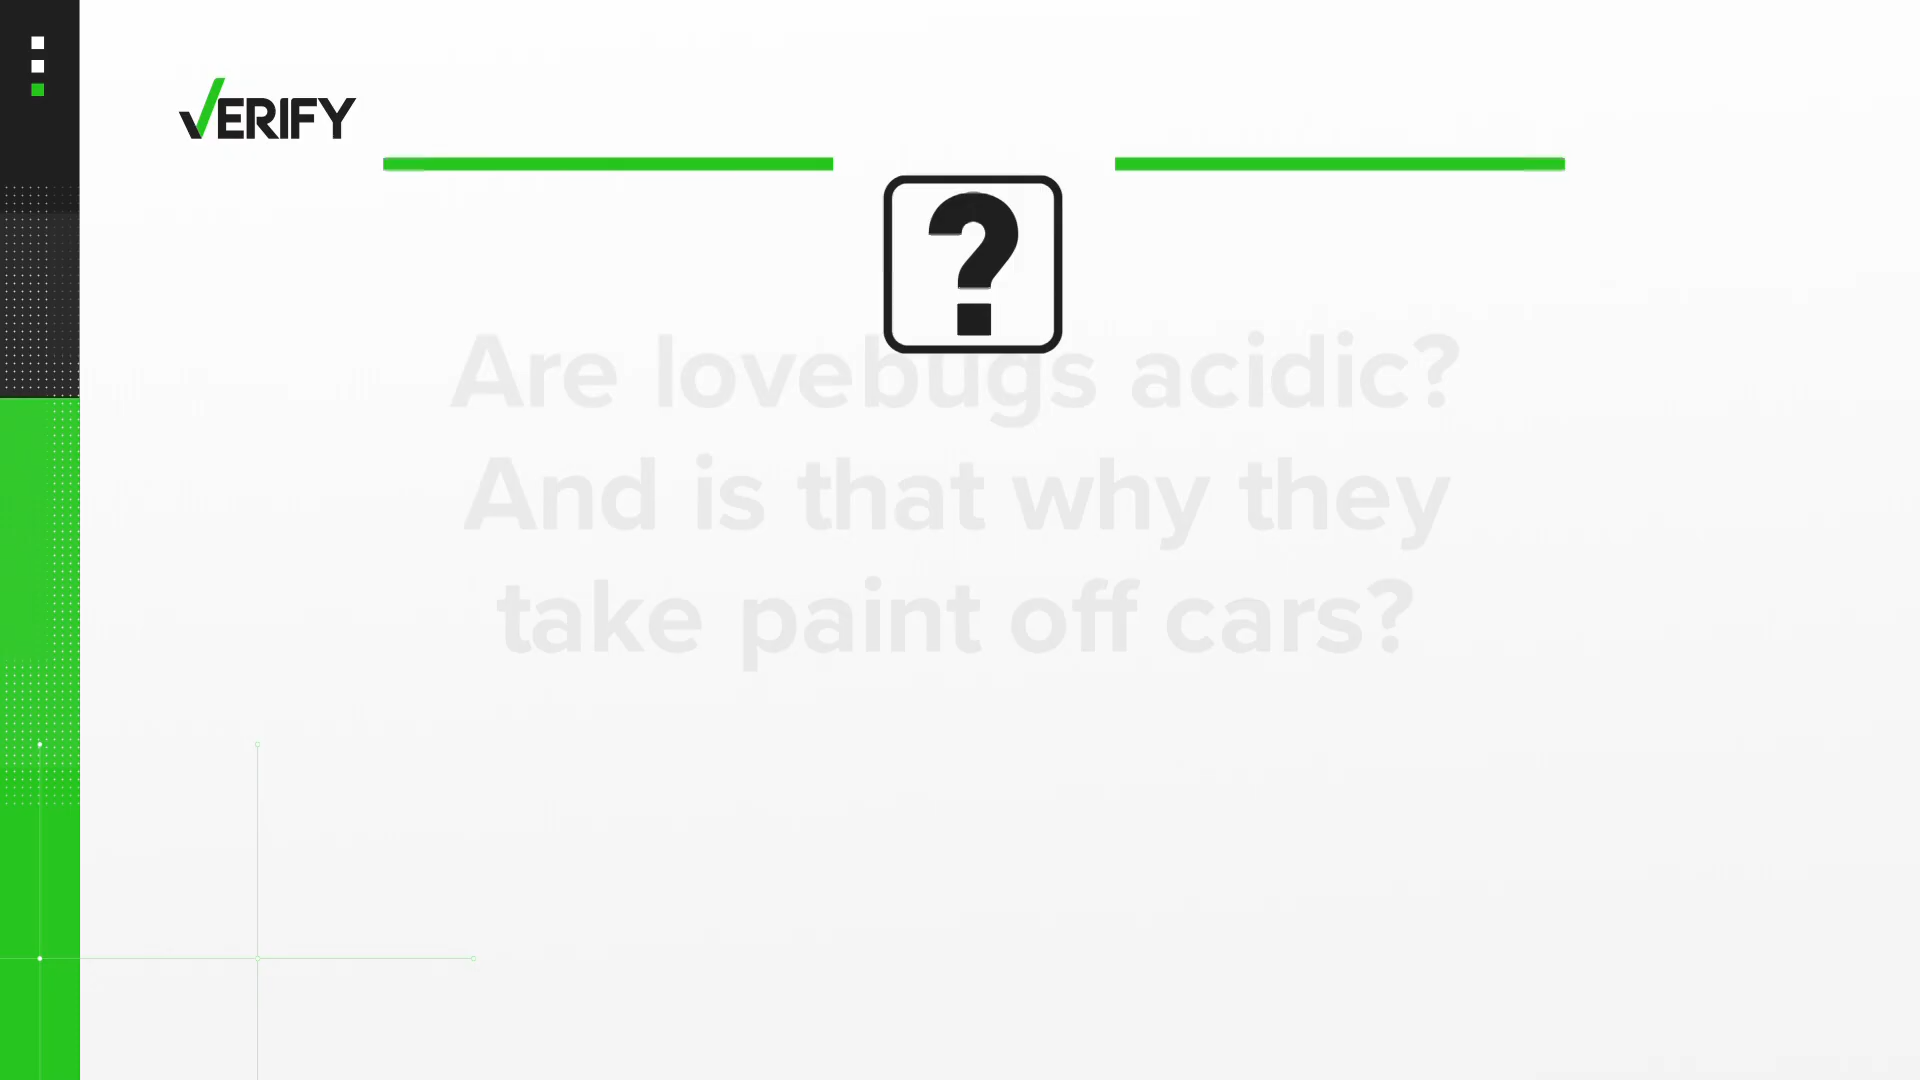 VERIFY
?
Are lovebugs acidic?
And is that why they
take paint off cars?